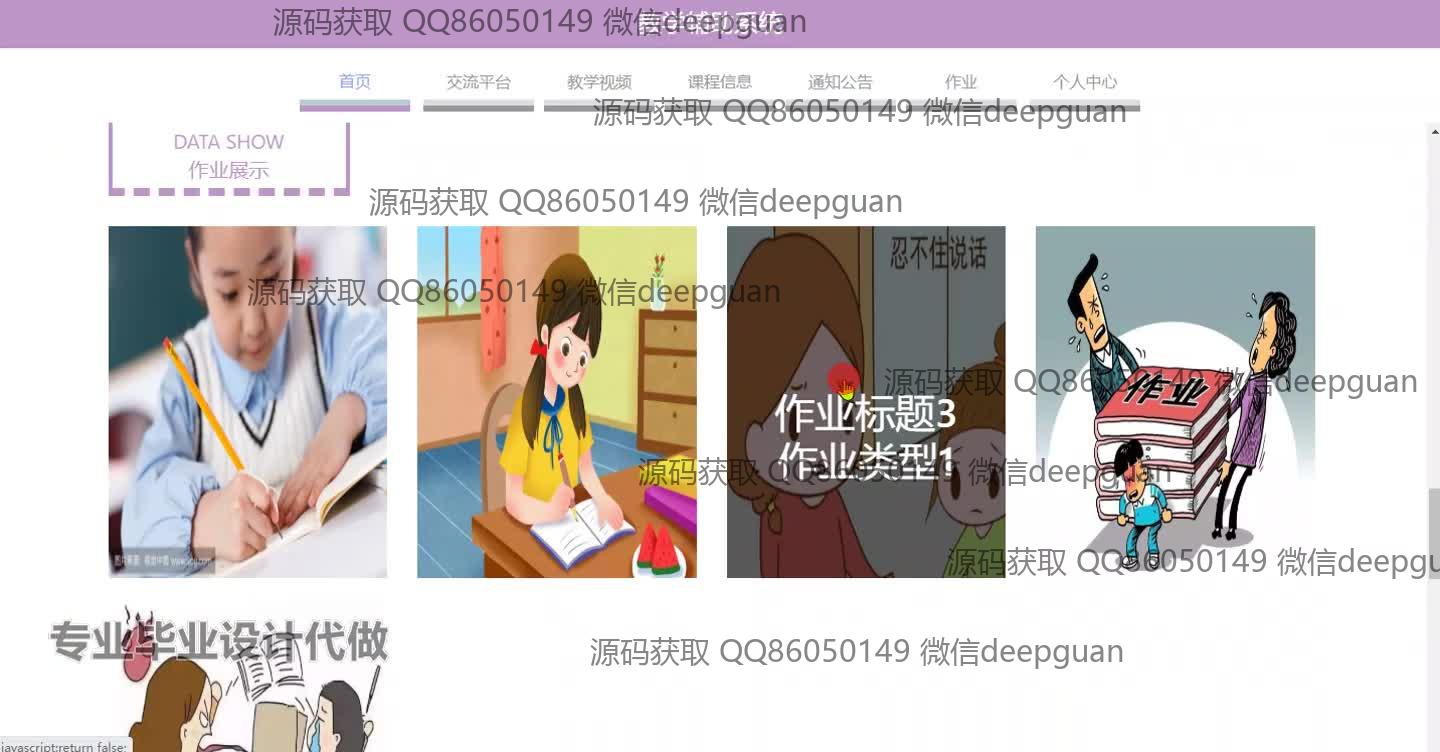 教学辅助系统
源码获取 QQ86050149 微信deepguan
首页 交流平台 教学视频 课程信息 通知公告 作业 个人中心
源码获取 QQ86050149 微信deepguan
DATA SHOW
作业展示
源码获取 QQ86050149 微信deepguan
忍不住说话
源码获取 QQ86050149 微信deepguan
源码获取 QQ86050149 微信deepguan
作业
作业标题3
作业类型1
源码获取 QQ86050149 微信deepguan
源码获取 QQ86050149 微信deepgu
专业毕业设计代做
源码获取 QQ86050149 微信deepguan
javascript:return false;